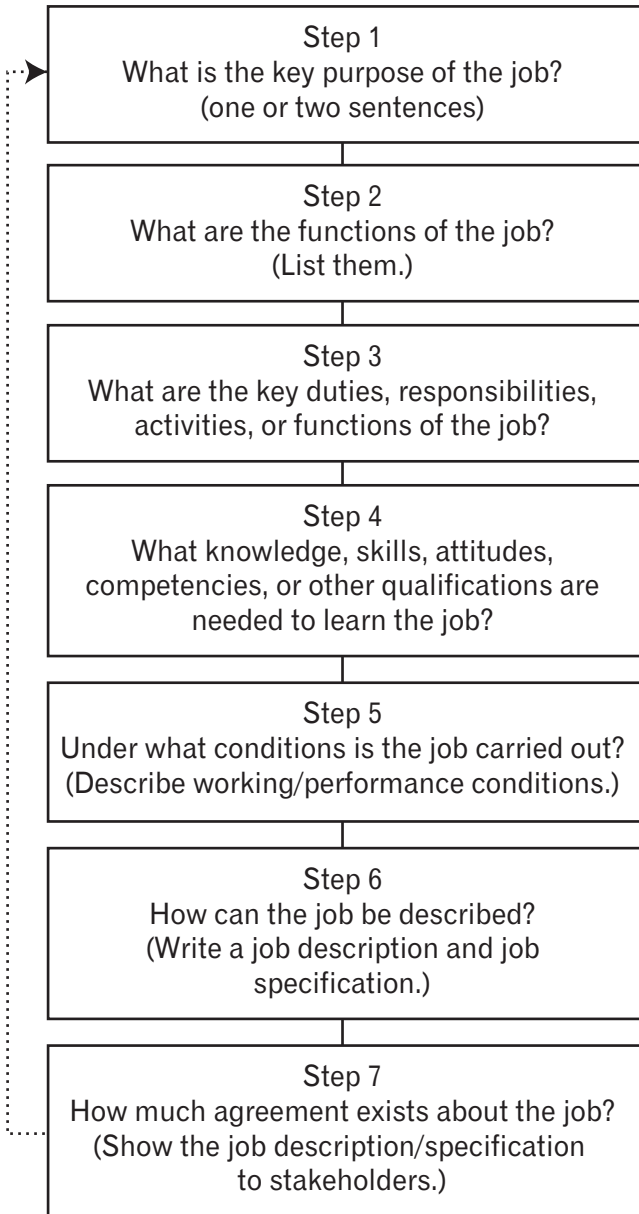 Step 1
What is the key purpose of the job?
(one or two sentences)
Step 2
What are the functions of the job?
(List them.)
Step 3
What are the key duties, responsibilities,
activities, or functions of the job?
Step 4
What knowledge, skills, attitudes,
competencies, or other qualifications are
needed to learn the job?
Step 5
Under what conditions is the job carried out?
(Describe working/performance conditions.)
Step 6
How can the job be described?
(Write a job description and job
specification.)
Step 7
How much agreement exists about the job?
(Show the job description/specification
to stakeholders.)